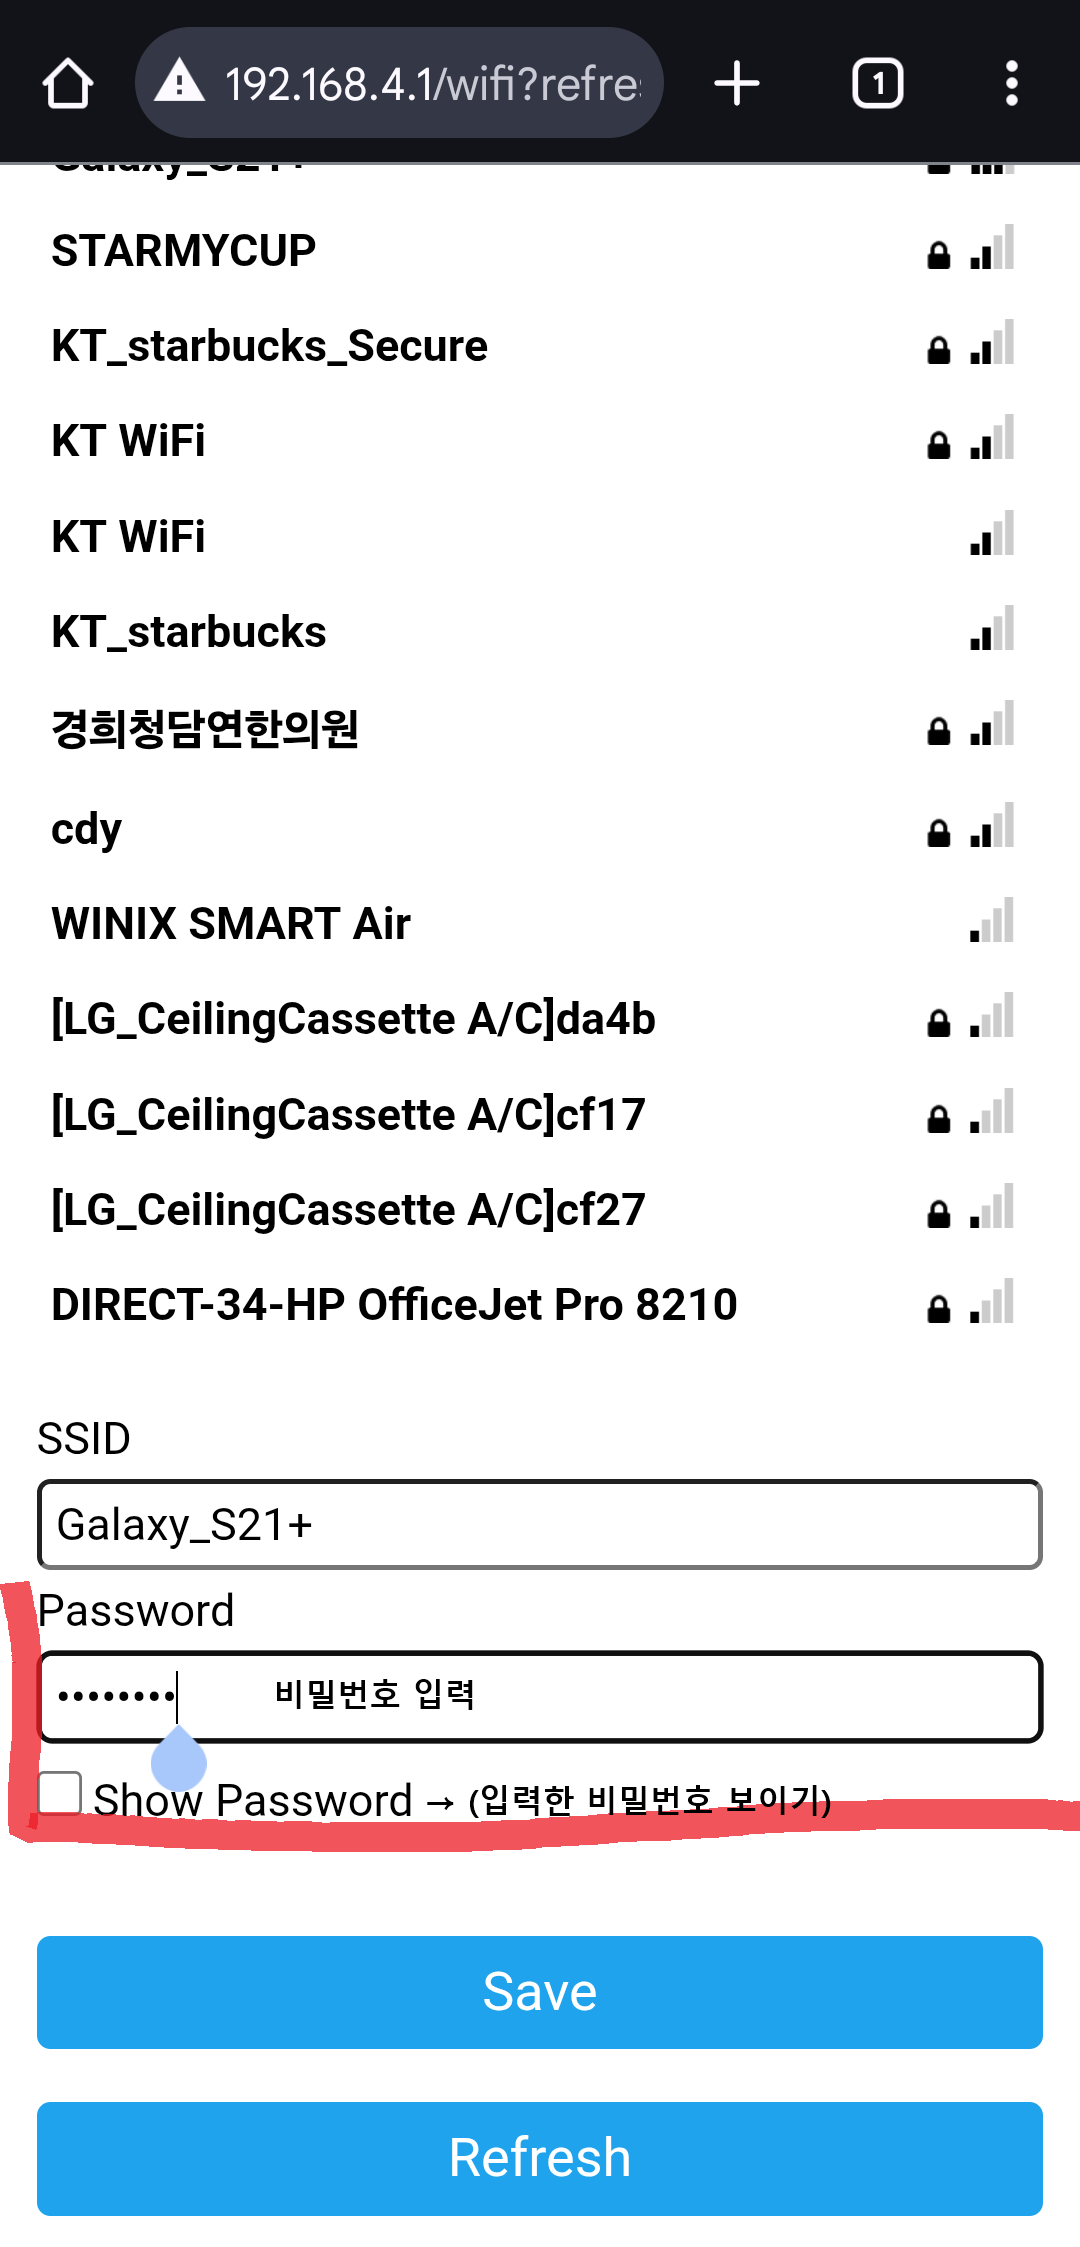 192.168.4.1/wifi?refre
1
Galaxy_S21+
STARMYCUP
KT_starbucks_Secure
KT WiFi
KT WiFi
KT_starbucks
경희청담연한의원
cdy
WINIX SMART Air
[LG_CeilingCassette A/C]da4b
[LG_CeilingCassette A/C]cf17
[LG_CeilingCassette A/C]cf27
DIRECT-34-HP OfficeJet Pro 8210
SSID
Galaxy_S21+
Password
•••••••• 비밀번호 입력
Show Password → (입력한 비밀번호 보이기)
Save
Refresh